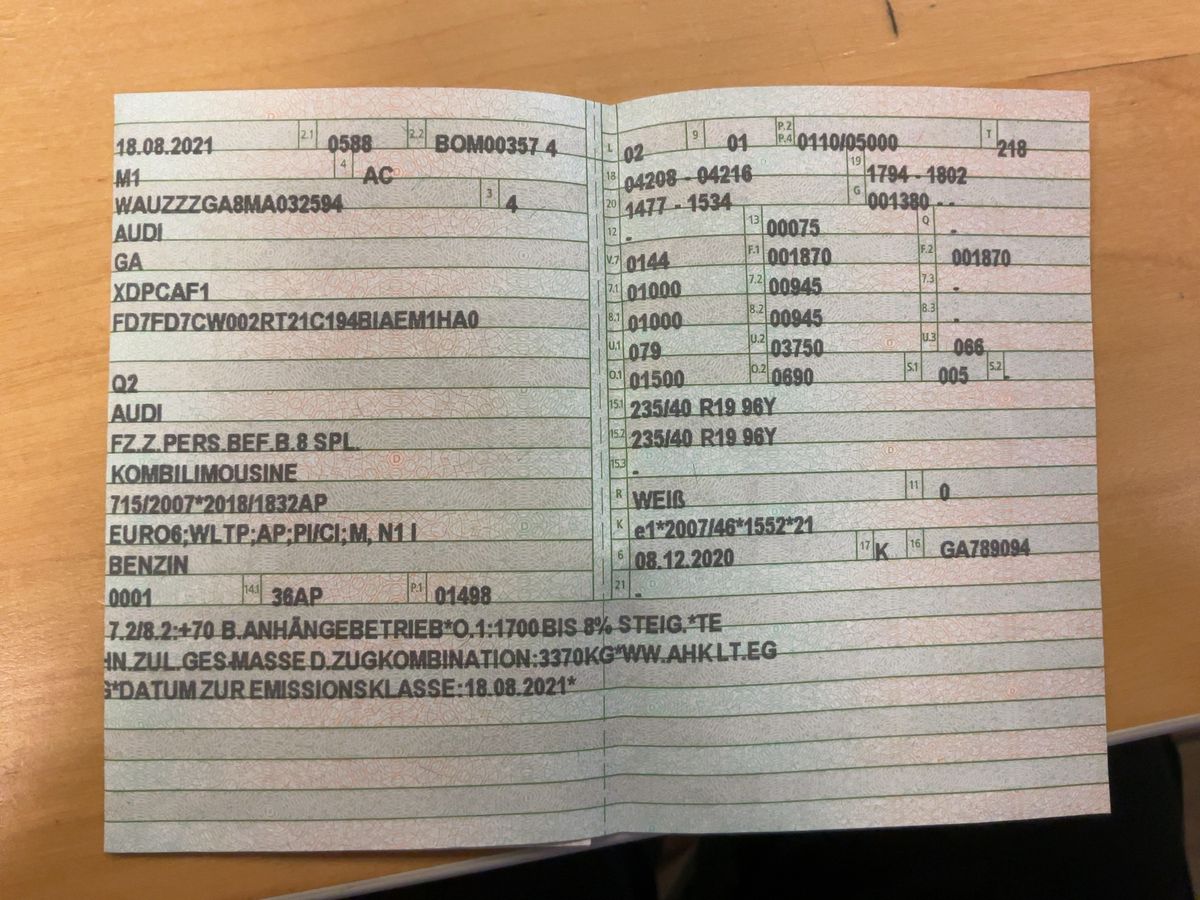 18.08.2021 2.1 0588 2.2 BOM00357 4
M1 4 AC
WAUZZZGA8MA032594 3 4
AUDI
GA
XDPCAF1
FD7FD7CW002RT21C194BIAEM1HA0
Q2
AUDI
FZ.Z.PERS.BEF.B.8 SPL.
KOMBILIMOUSINE
715/2007*2018/1832AP
EURO6;WLTP;AP;PI/CI;M, N1 I
BENZIN
0001 14.1 36AP P.1 01498
L 02 9 01 P.2 P.4 0110/05000 T 218
18 04208 - 04216 19 1794 - 1802
20 1477 - 1534 G 001380 - -
12 - 13 00075 Q -
V.7 0144 F.1 001870 F.2 001870
7.1 01000 7.2 00945 7.3 -
8.1 01000 8.2 00945 8.3 -
U.1 079 U.2 03750 U.3 066
O.1 01500 O.2 0690 S.1 005 S.2 -
15.1 235/40 R19 96Y
15.2 235/40 R19 96Y
15.3 -
R WEIß 11 0
K e1*2007/46*1552*21
6 08.12.2020 17 K 16 GA789094
21 -
7.2/8.2:+70 B.ANHÄNGEBETRIEB*O.1:1700 BIS 8% STEIG.*TE
HN.ZUL.GES.MASSE D.ZUGKOMBINATION:3370KG*WW.AHK LT.EG
G*DATUM ZUR EMISSIONSKLASSE:18.08.2021*